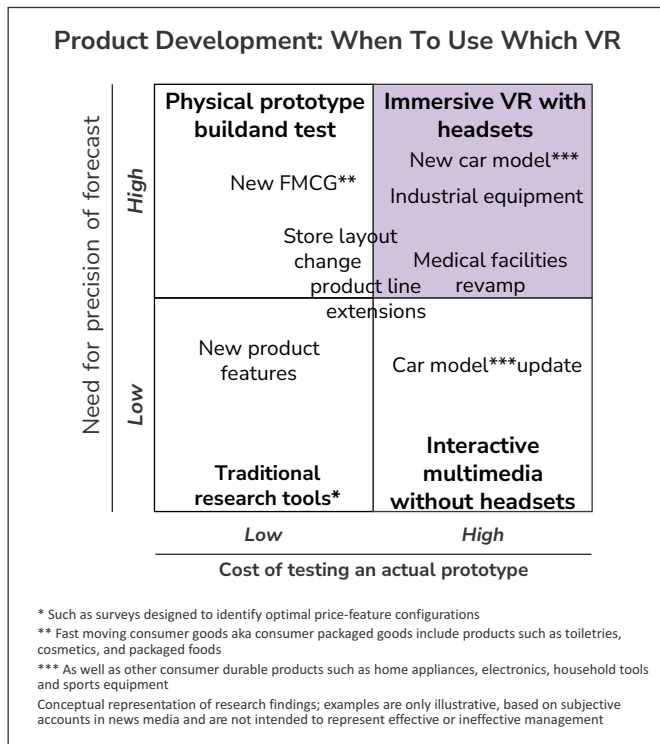 Product Development: When To Use Which VR
Need for precision of forecast
High
Low
Physical prototype
buildand test
New FMCG**
Immersive VR with
headsets
New car model***
Industrial equipment
Medical facilities
revamp
Store layout
change
product line
extensions
New product
features
Traditional
research tools*
Car model***update
Interactive
multimedia
without headsets
Low
High
Cost of testing an actual prototype
* Such as surveys designed to identify optimal price-feature configurations
** Fast moving consumer goods aka consumer packaged goods include products such as toiletries,
cosmetics, and packaged foods
*** As well as other consumer durable products such as home appliances, electronics, household tools
and sports equipment
Conceptual representation of research findings; examples are only illustrative, based on subjective
accounts in news media and are not intended to represent effective or ineffective management